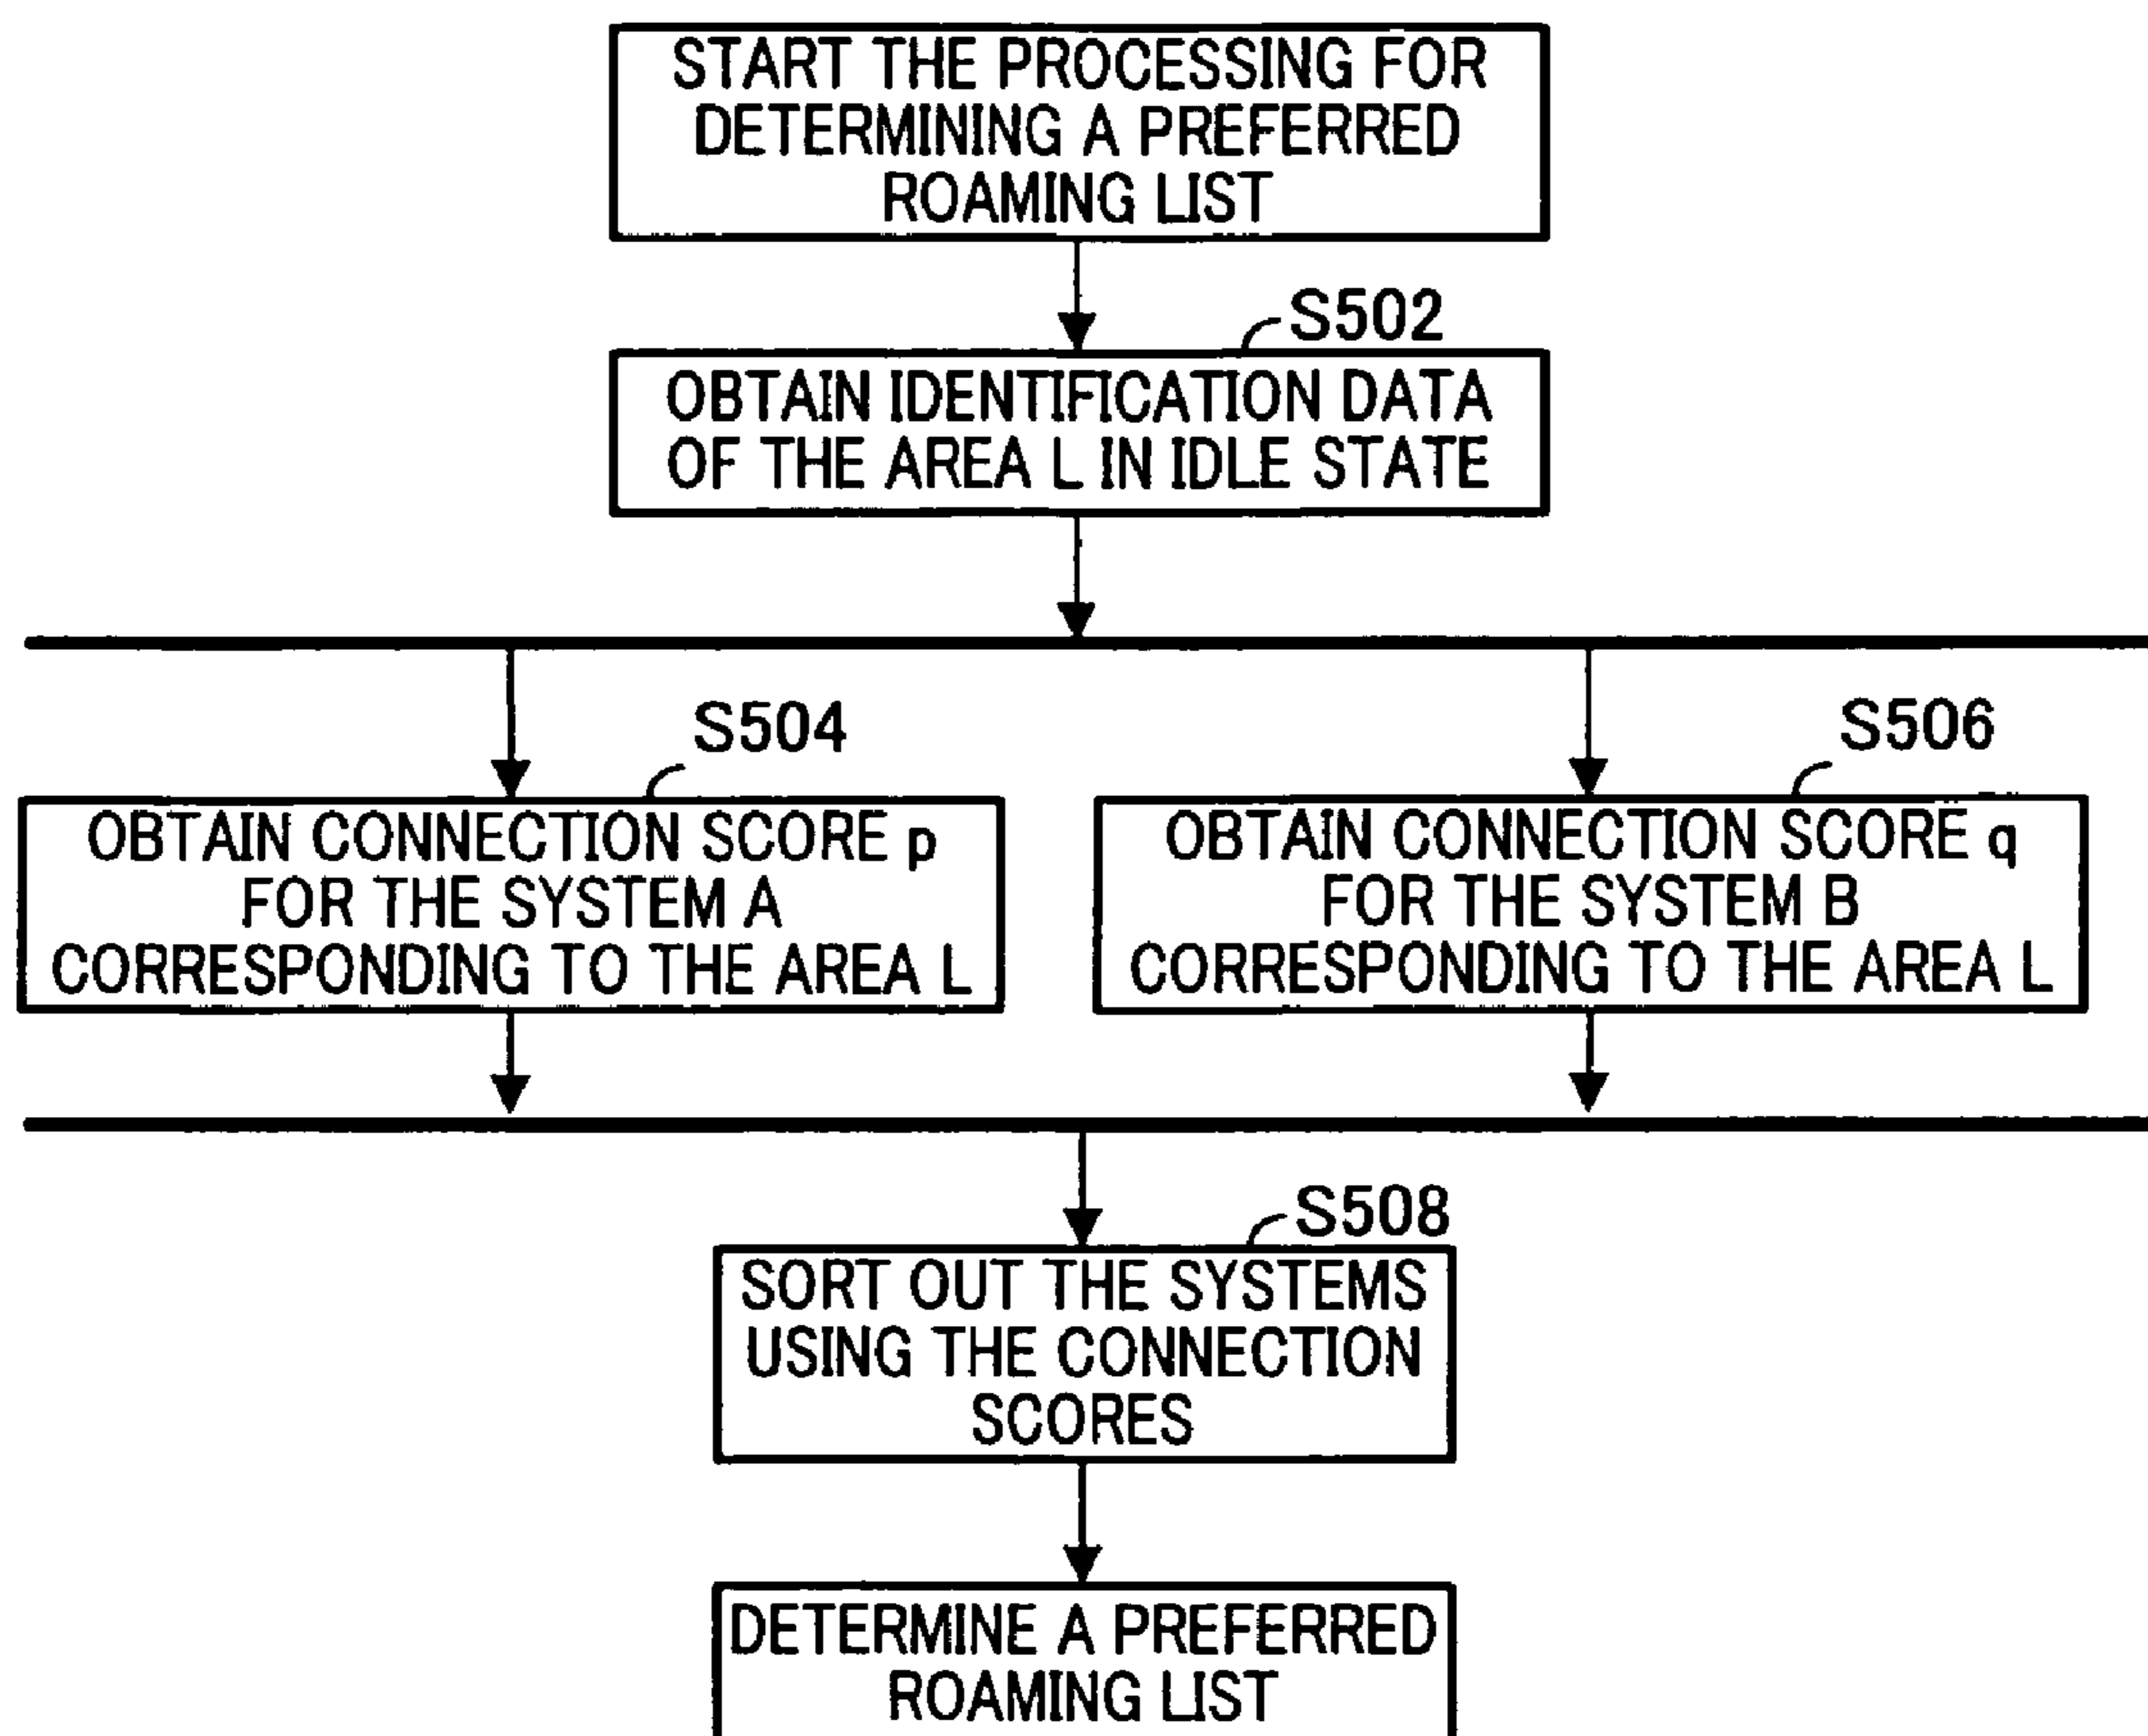 START THE PROCESSING FOR
DETERMINING A PREFERRED
ROAMING LIST
S502
OBTAIN IDENTIFICATION DATA
OF THE AREA L IN IDLE STATE
S504
OBTAIN CONNECTION SCORE p
FOR THE SYSTEM A
CORRESPONDING TO THE AREA L
S506
OBTAIN CONNECTION SCORE q
FOR THE SYSTEM B
CORRESPONDING TO THE AREA L
S508
SORT OUT THE SYSTEMS
USING THE CONNECTION
SCORES
DETERMINE A PREFERRED
ROAMING LIST